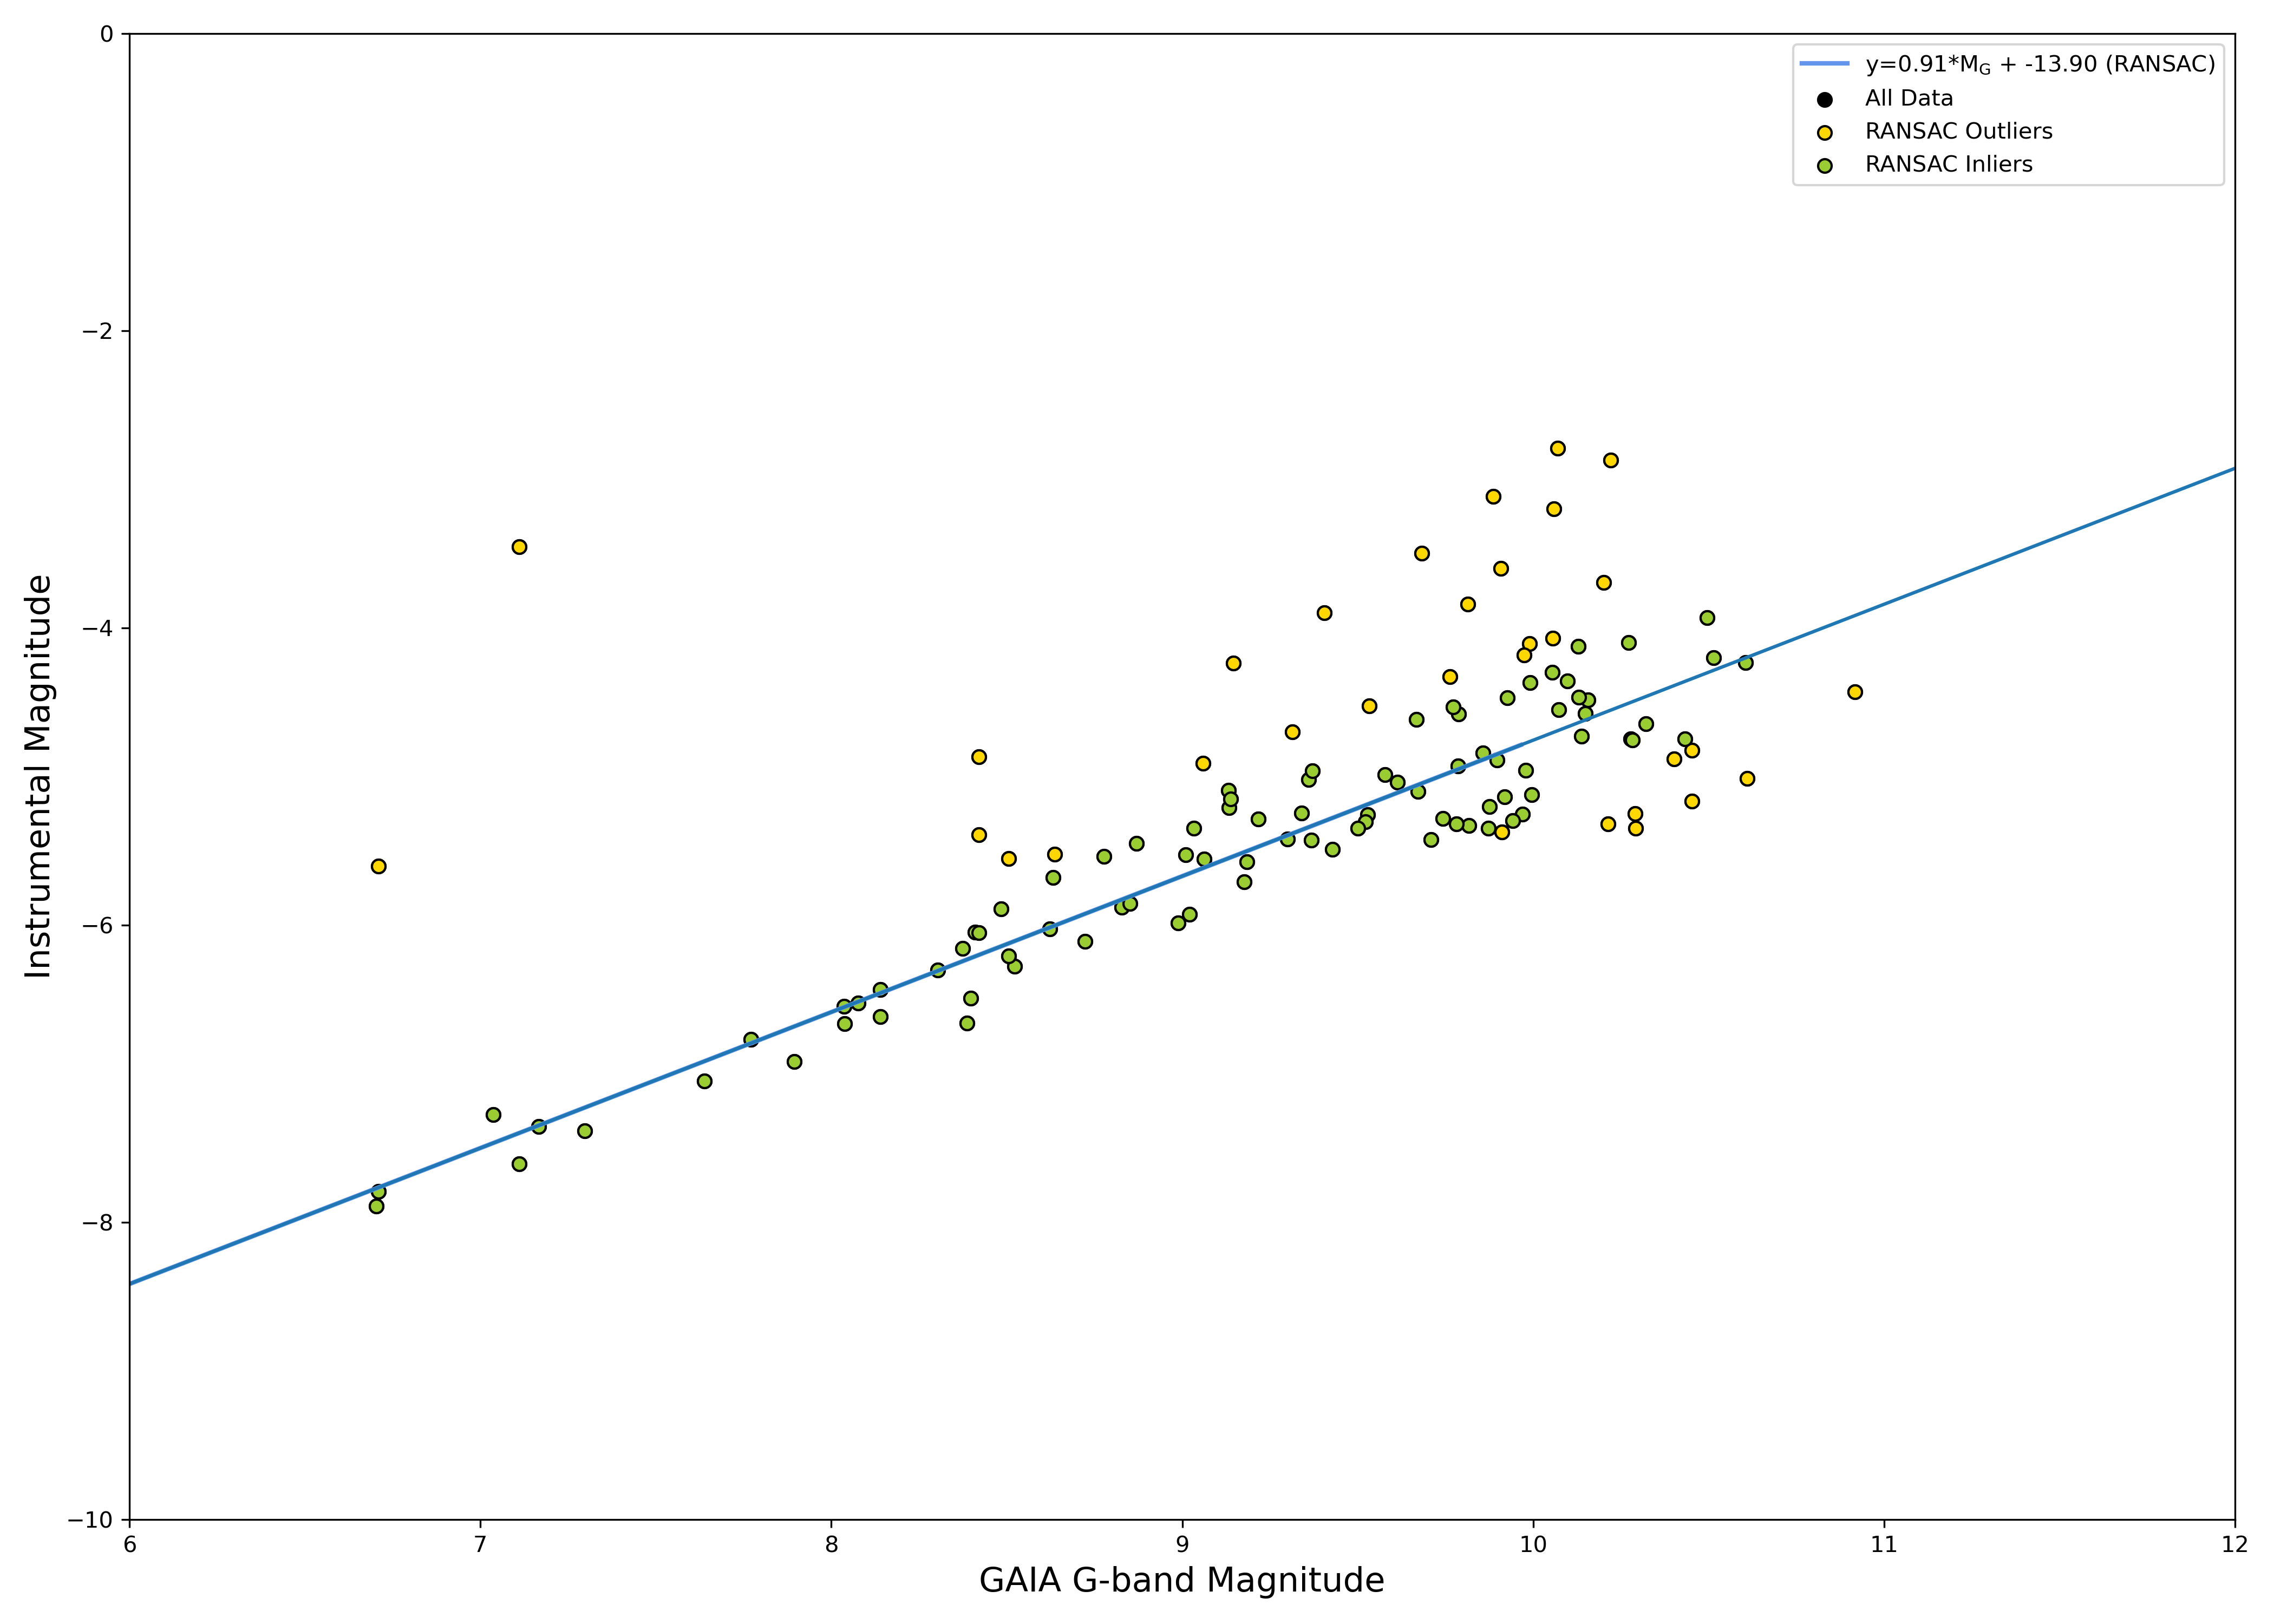 y=0.91*M_G + -13.90 (RANSAC)
All Data
RANSAC Outliers
RANSAC Inliers
0
−2
−4
−6
−8
−10
Instrumental Magnitude
6 7 8 9 10 11 12
GAIA G-band Magnitude